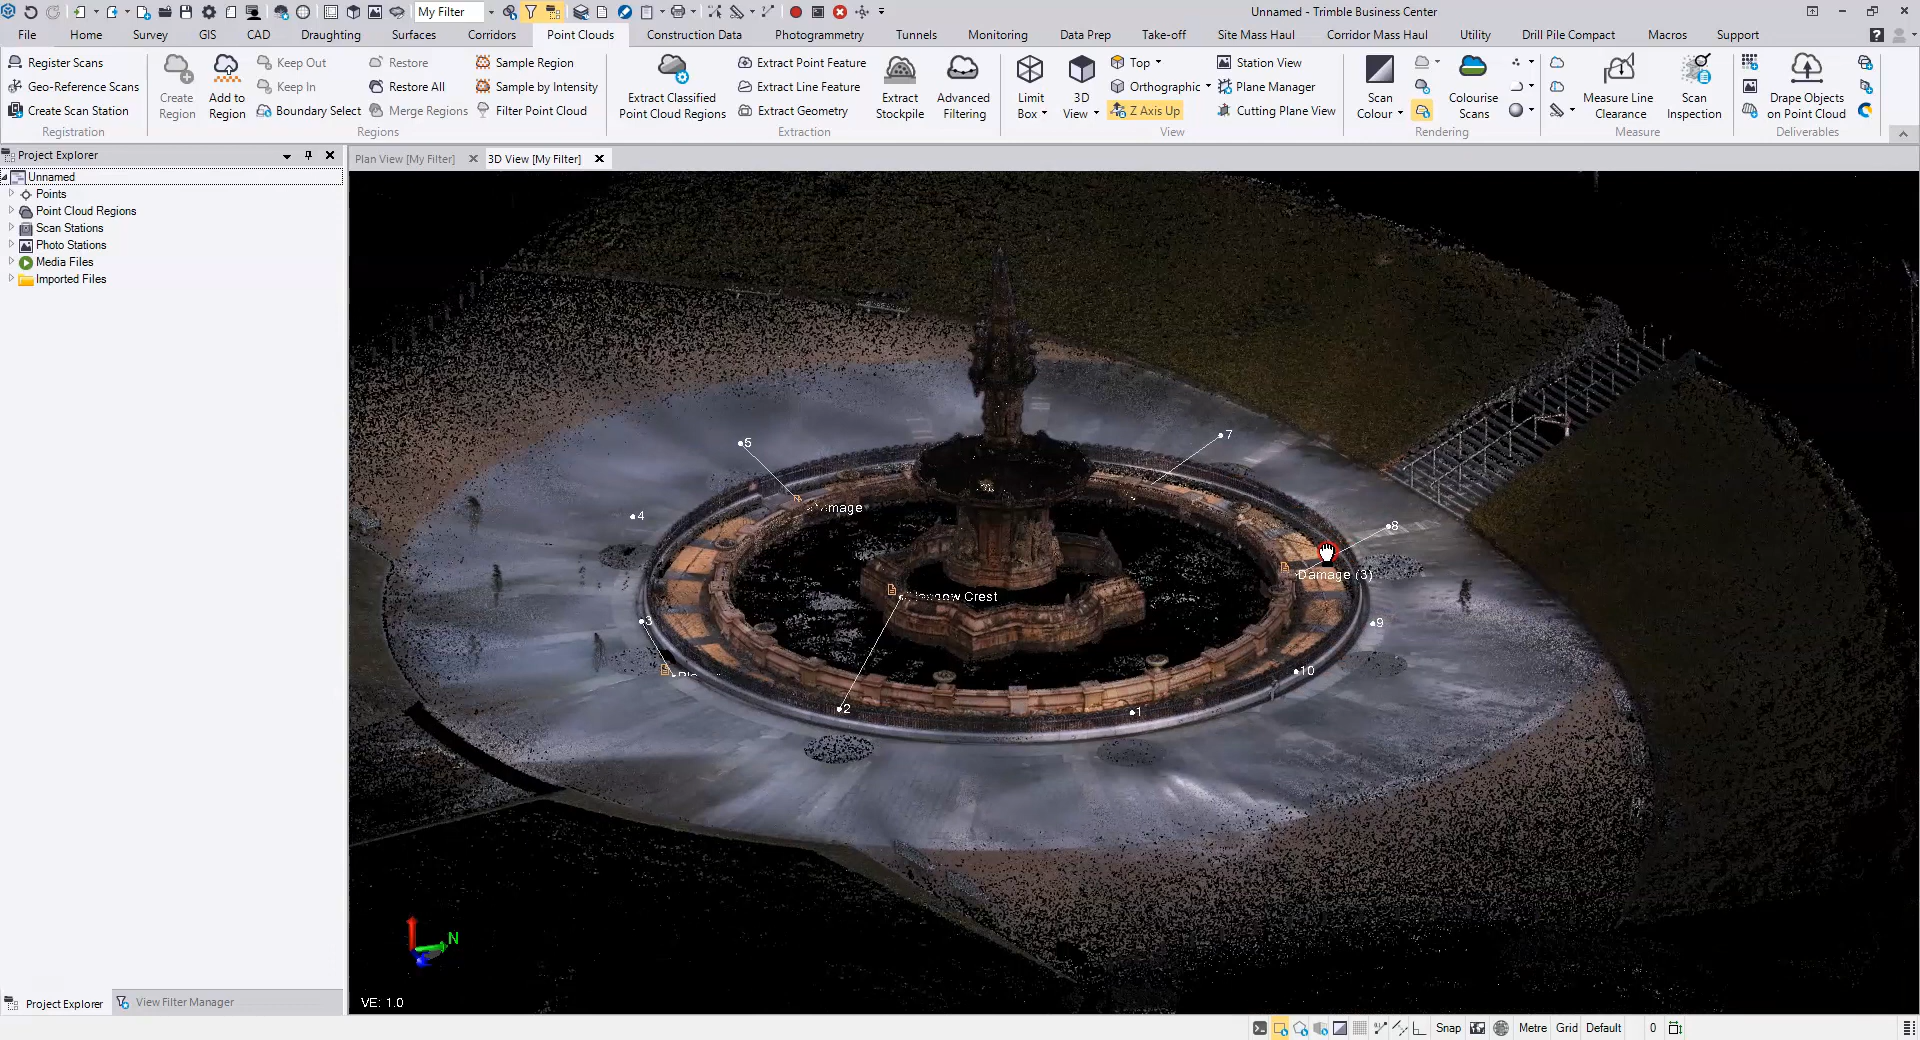 My Filter
Unnamed - Trimble Business Center
File Home Survey GIS CAD Draughting Surfaces Corridors Point Clouds Construction Data Photogrammetry Tunnels Monitoring Data Prep Take-off Site Mass Haul Corridor Mass Haul Utility Drill Pile Compact Macros Support
Register Scans
Geo-Reference Scans
Create Scan Station
Registration
Create Region
Add to Region
Keep Out
Keep In
Boundary Select
Restore
Restore All
Merge Regions
Regions
Sample Region
Sample by Intensity
Filter Point Cloud
Extract Classified Point Cloud Regions
Extract Point Feature
Extract Line Feature
Extract Geometry
Extraction
Extract Stockpile
Advanced Filtering
Limit Box
3D View
Top
Orthographic
Z Axis Up
View
Station View
Plane Manager
Cutting Plane View
Scan Colour
Colourise Scans
Rendering
Measure Line Clearance
Measure
Scan Inspection
Drape Objects on Point Cloud
Deliverables
Project Explorer
Plan View [My Filter]
3D View [My Filter]
Unnamed
Points
Point Cloud Regions
Scan Stations
Photo Stations
Media Files
Imported Files
7
5
8
4
Damage (3)
Crest
3
9
10
2
1
N
VE: 1.0
Project Explorer
View Filter Manager
Snap
Metre
Grid
Default
0